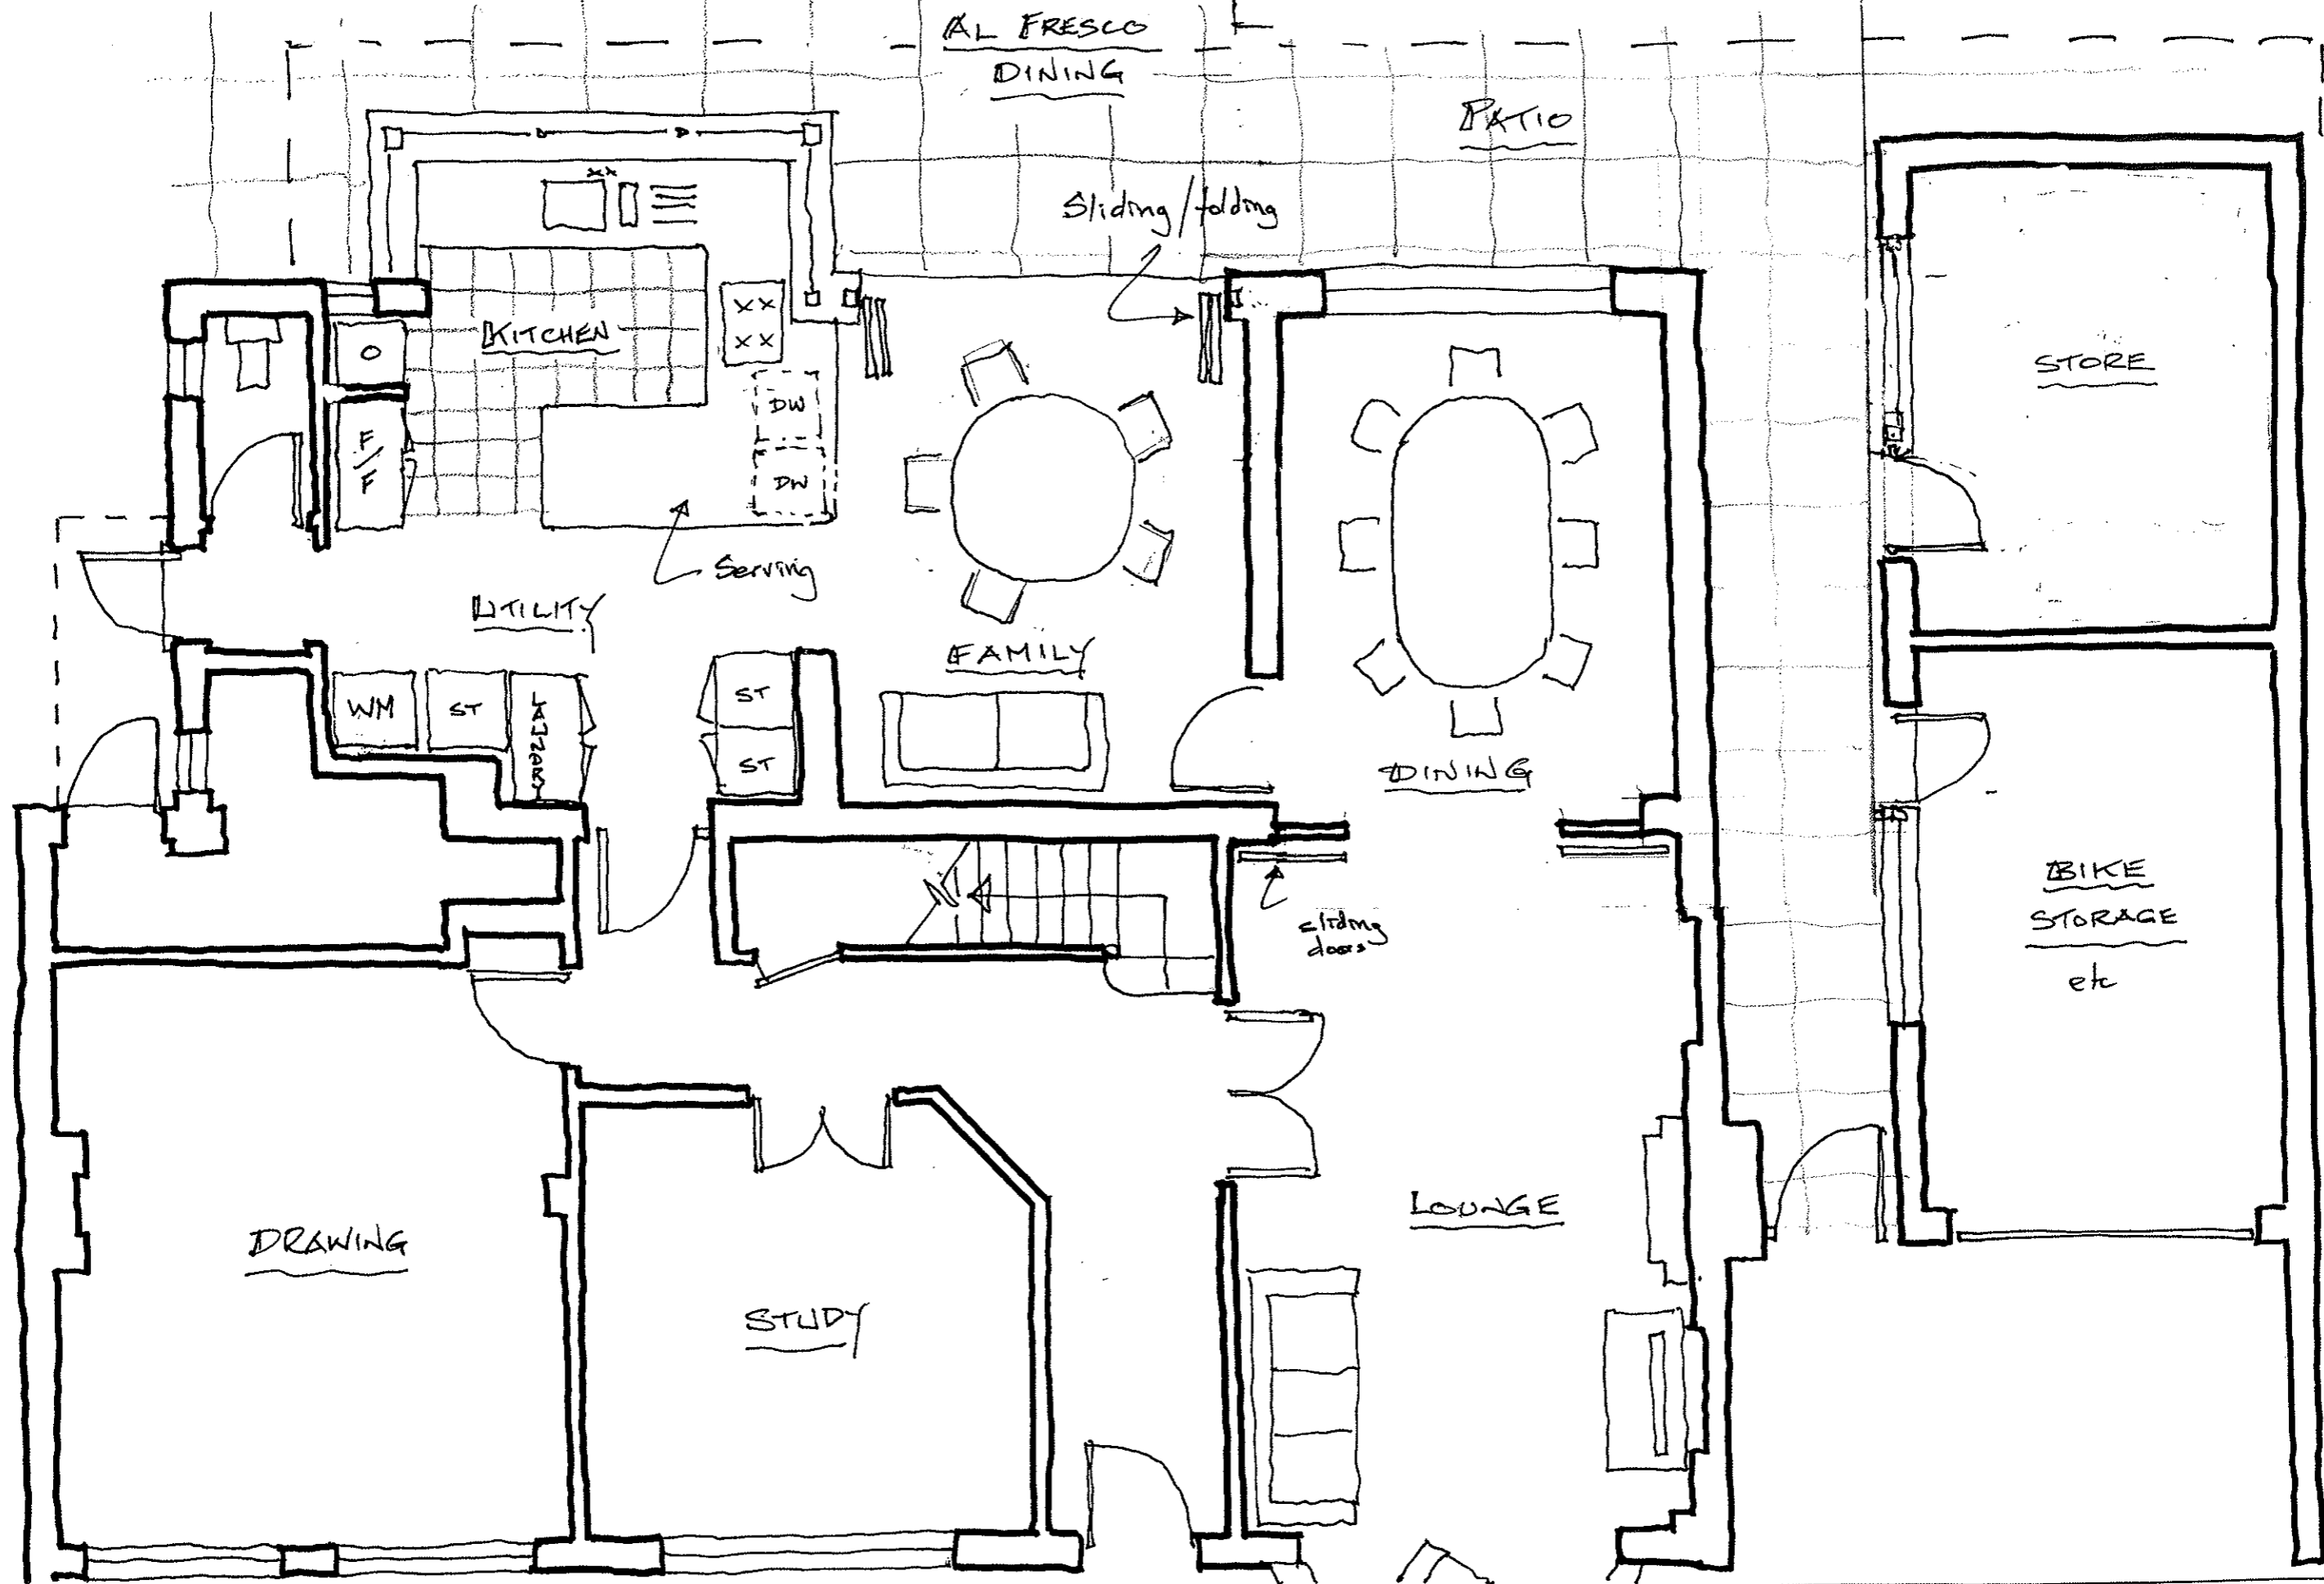 AL FRESCO
DINING
PATIO
Sliding/folding
KITCHEN
XX
XX
XX
O
STORE
F/F
DW
DW
Serving
UTILITY
FAMILY
WM
ST
LAUNDRY
ST
ST
DINING
sliding
doors
BIKE
STORAGE
etc
LOUNGE
DRAWING
STUDY